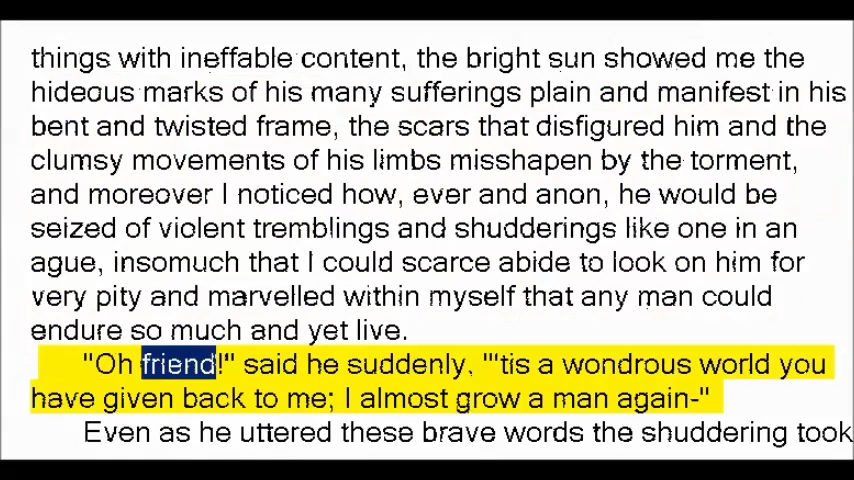 things with ineffable content, the bright sun showed me the
hideous marks of his many sufferings plain and manifest in his
bent and twisted frame, the scars that disfigured him and the
clumsy movements of his limbs misshapen by the torment,
and moreover I noticed how, ever and anon, he would be
seized of violent tremblings and shudderings like one in an
ague, insomuch that I could scarce abide to look on him for
very pity and marvelled within myself that any man could
endure so much and yet live.
"Oh friend!" said he suddenly, "'tis a wondrous world you
have given back to me; I almost grow a man again-"
Even as he uttered these brave words the shuddering took